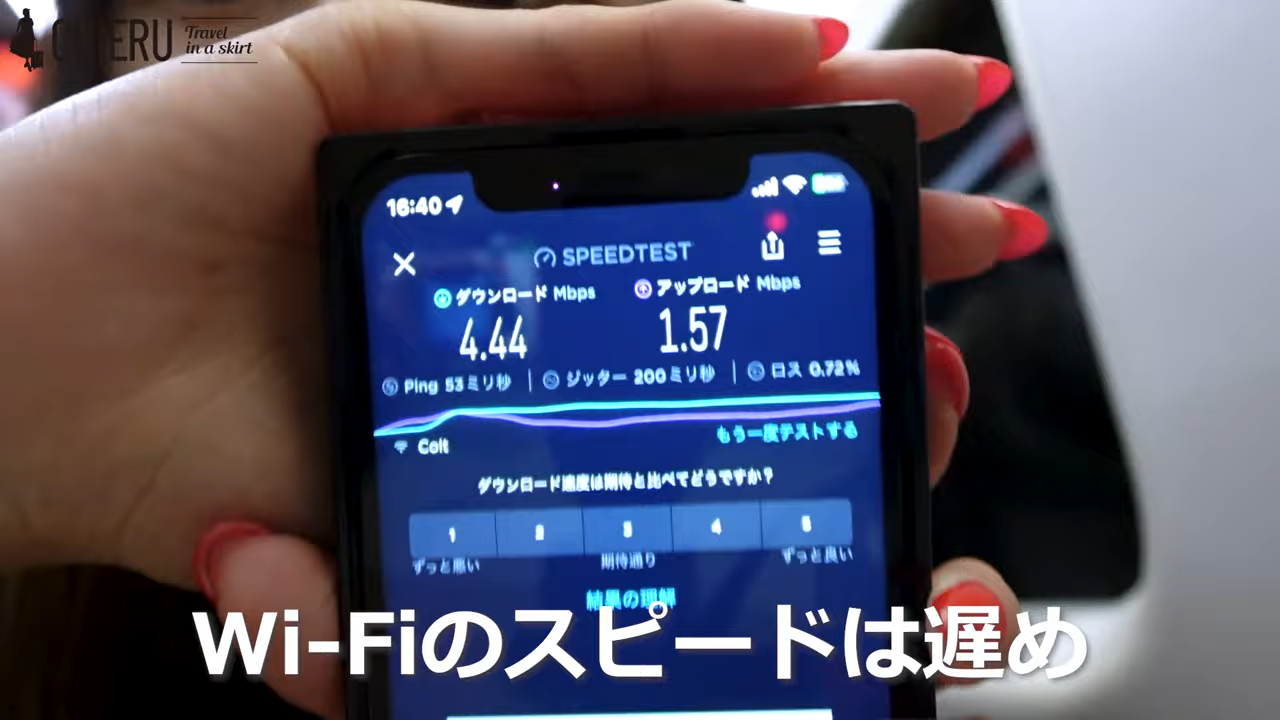 Travel
in a skirt
16:40
SPEEDTEST
ダウンロード Mbps
アップロード Mbps
4.44
1.57
Ping 53ミリ秒
ジッター 200ミリ秒
ロス 0.72%
Colt
もう一度テストする
ダウンロード速度は期待と比べてどうですか?
1 2 3 4 5
ずっと悪い
期待通り
ずっと良い
結果の理解
Wi-Fiのスピードは遅め